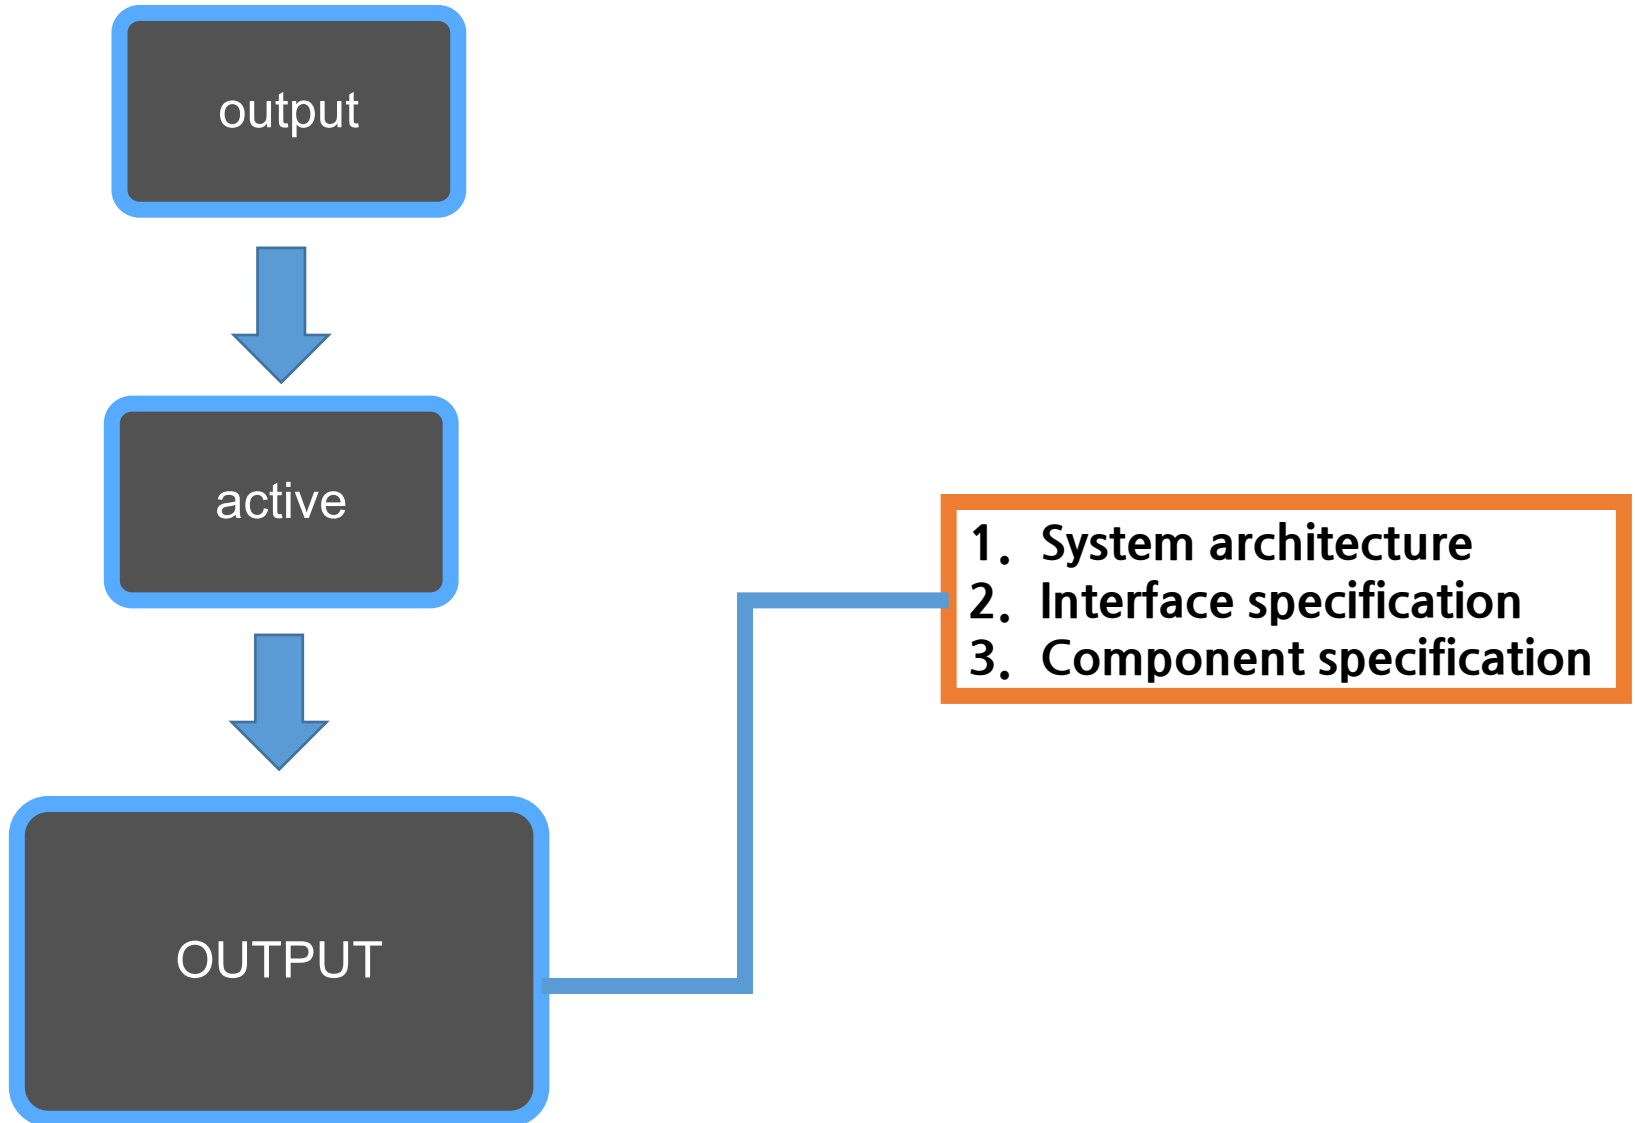 output
active
1. System architecture
2. Interface specification
3. Component specification
OUTPUT